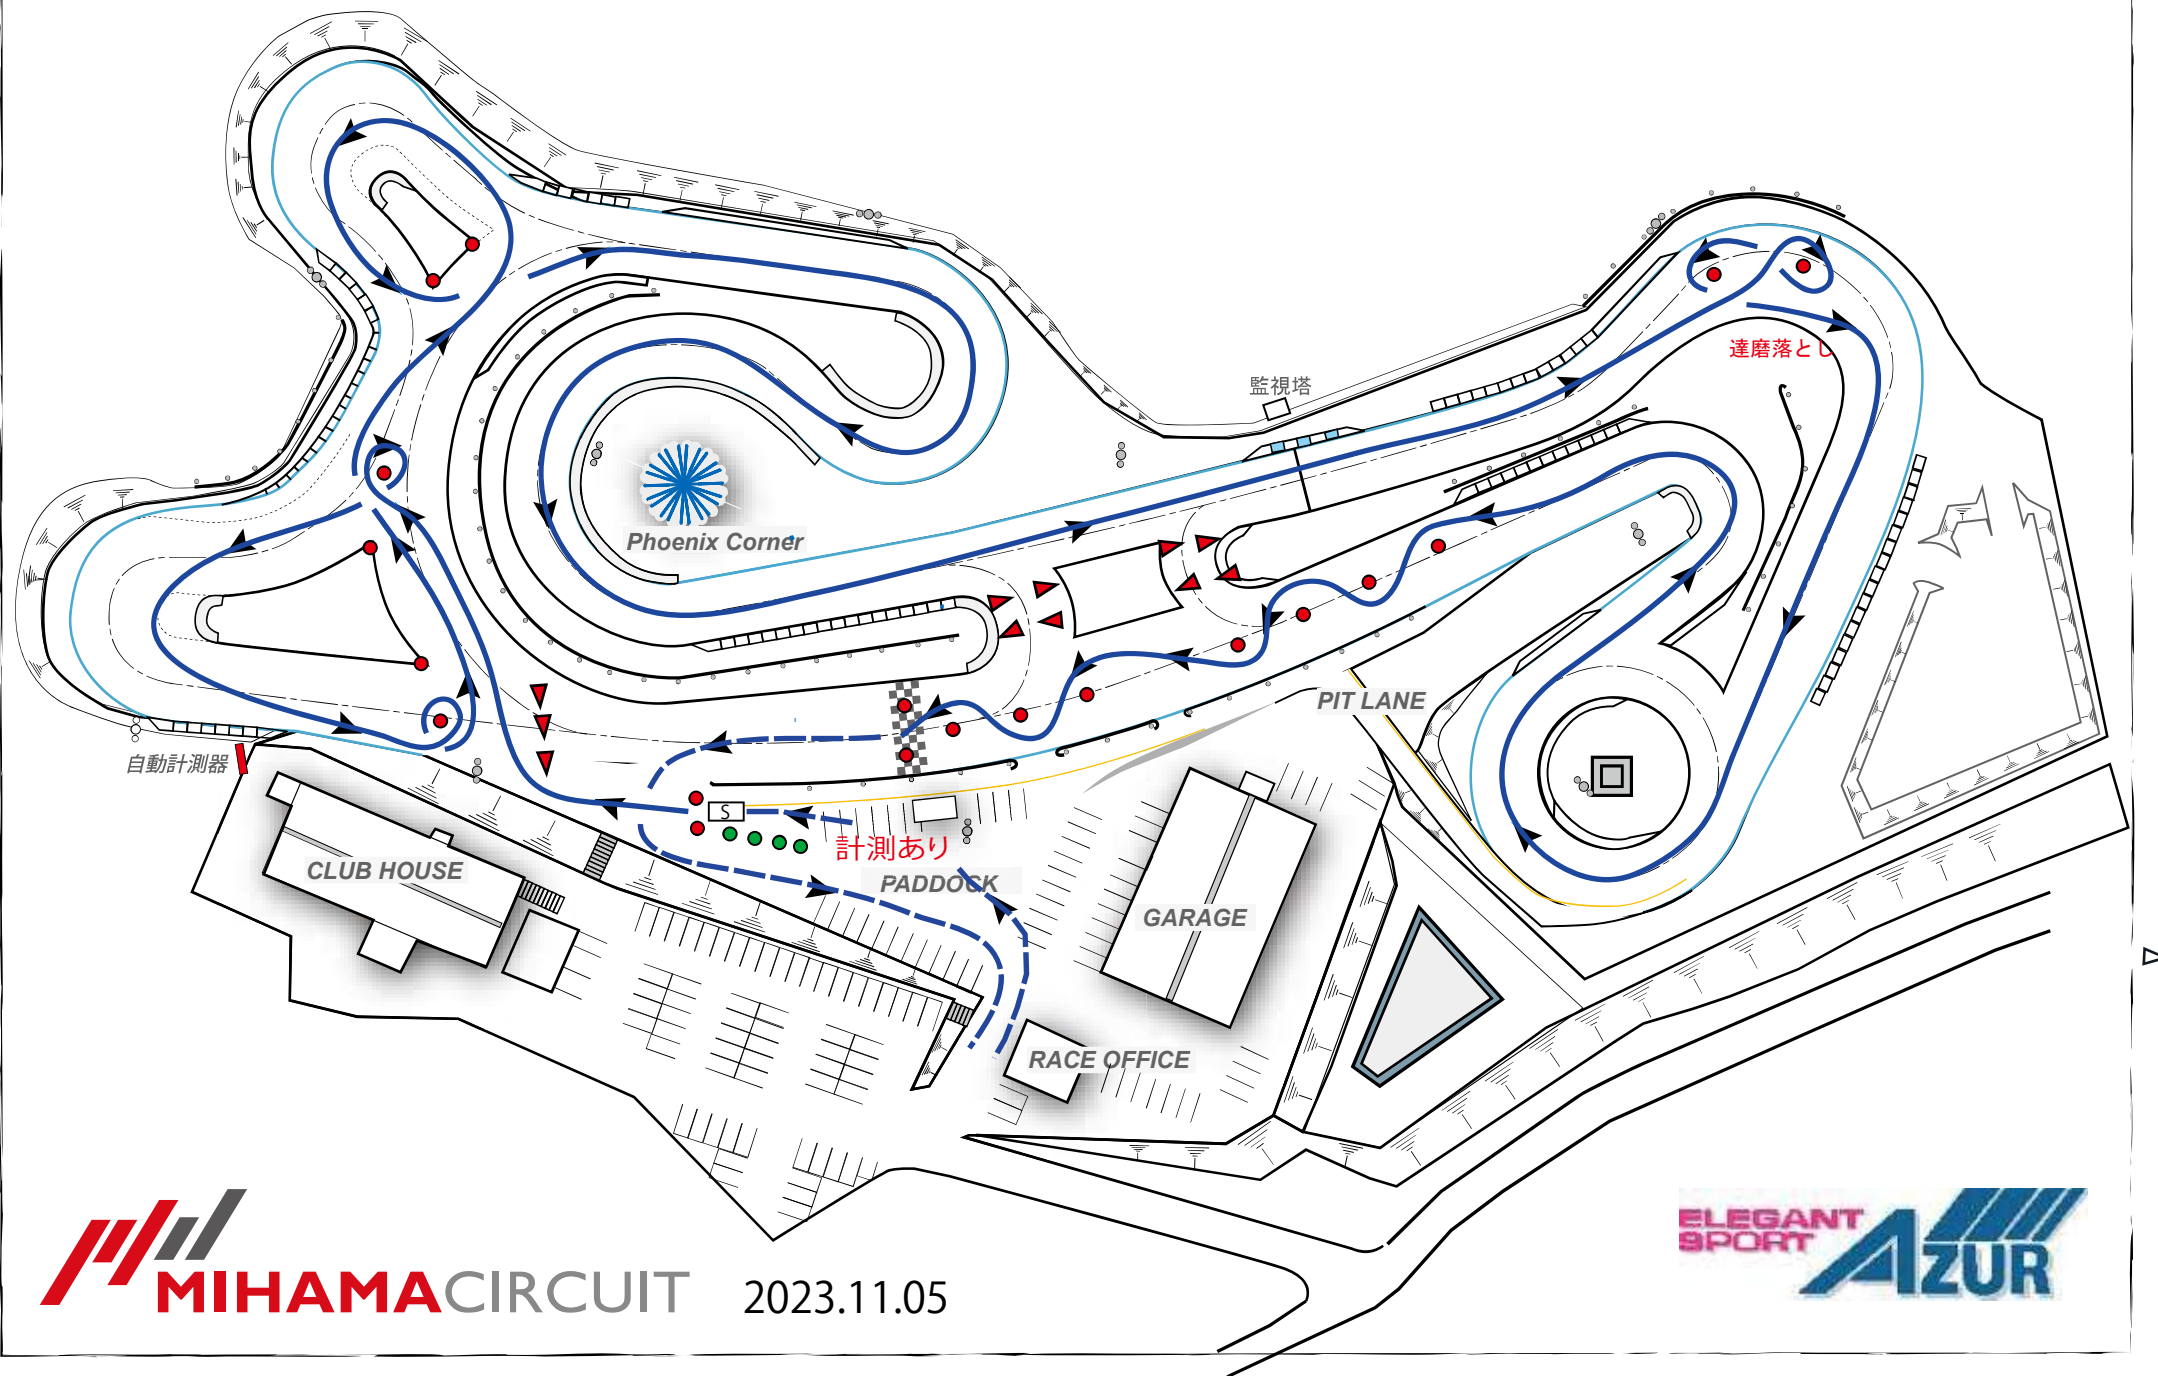 達磨落とし
監視塔
Phoenix Corner
PIT LANE
自動計測器
S
計測あり
CLUB HOUSE
PADDOCK
GARAGE
RACE OFFICE
MIHAMACIRCUIT
2023.11.05
ELEGANT
SPORT
AZUR